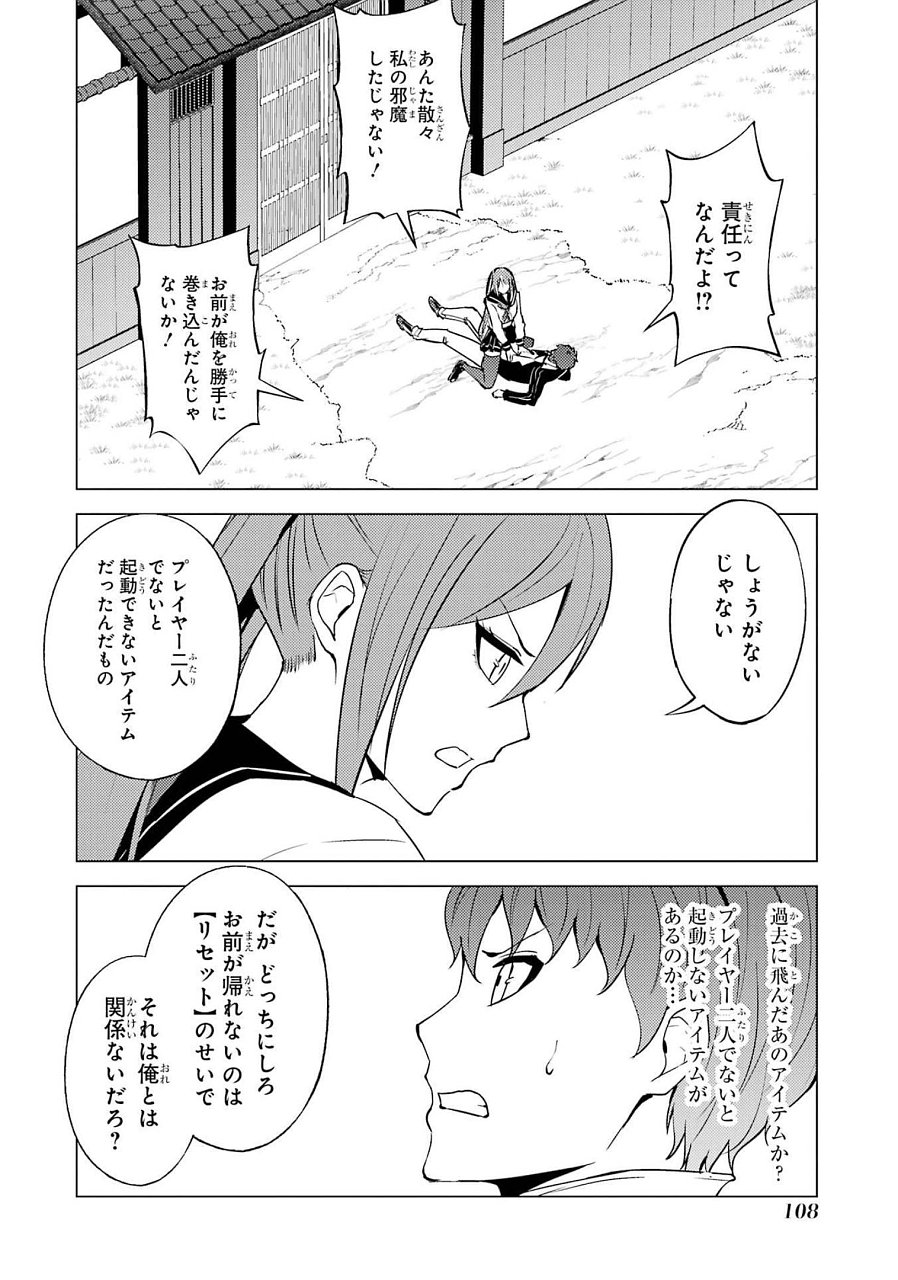 責任って
なんだよ!?
あんた散々
私の邪魔
したじゃない!
お前が俺を勝手に
巻き込んだんじゃ
ないか!
しょうがない
じゃない
プレイヤー二人
でないと
起動できないアイテム
だったんだもの
過去に飛んだあのアイテムか?
プレイヤー二人でないと
起動しないアイテムが
あるのか…
だが どっちにしろ
お前が帰れないのは
【リセット】のせいで
それは俺とは
関係ないだろ?
108